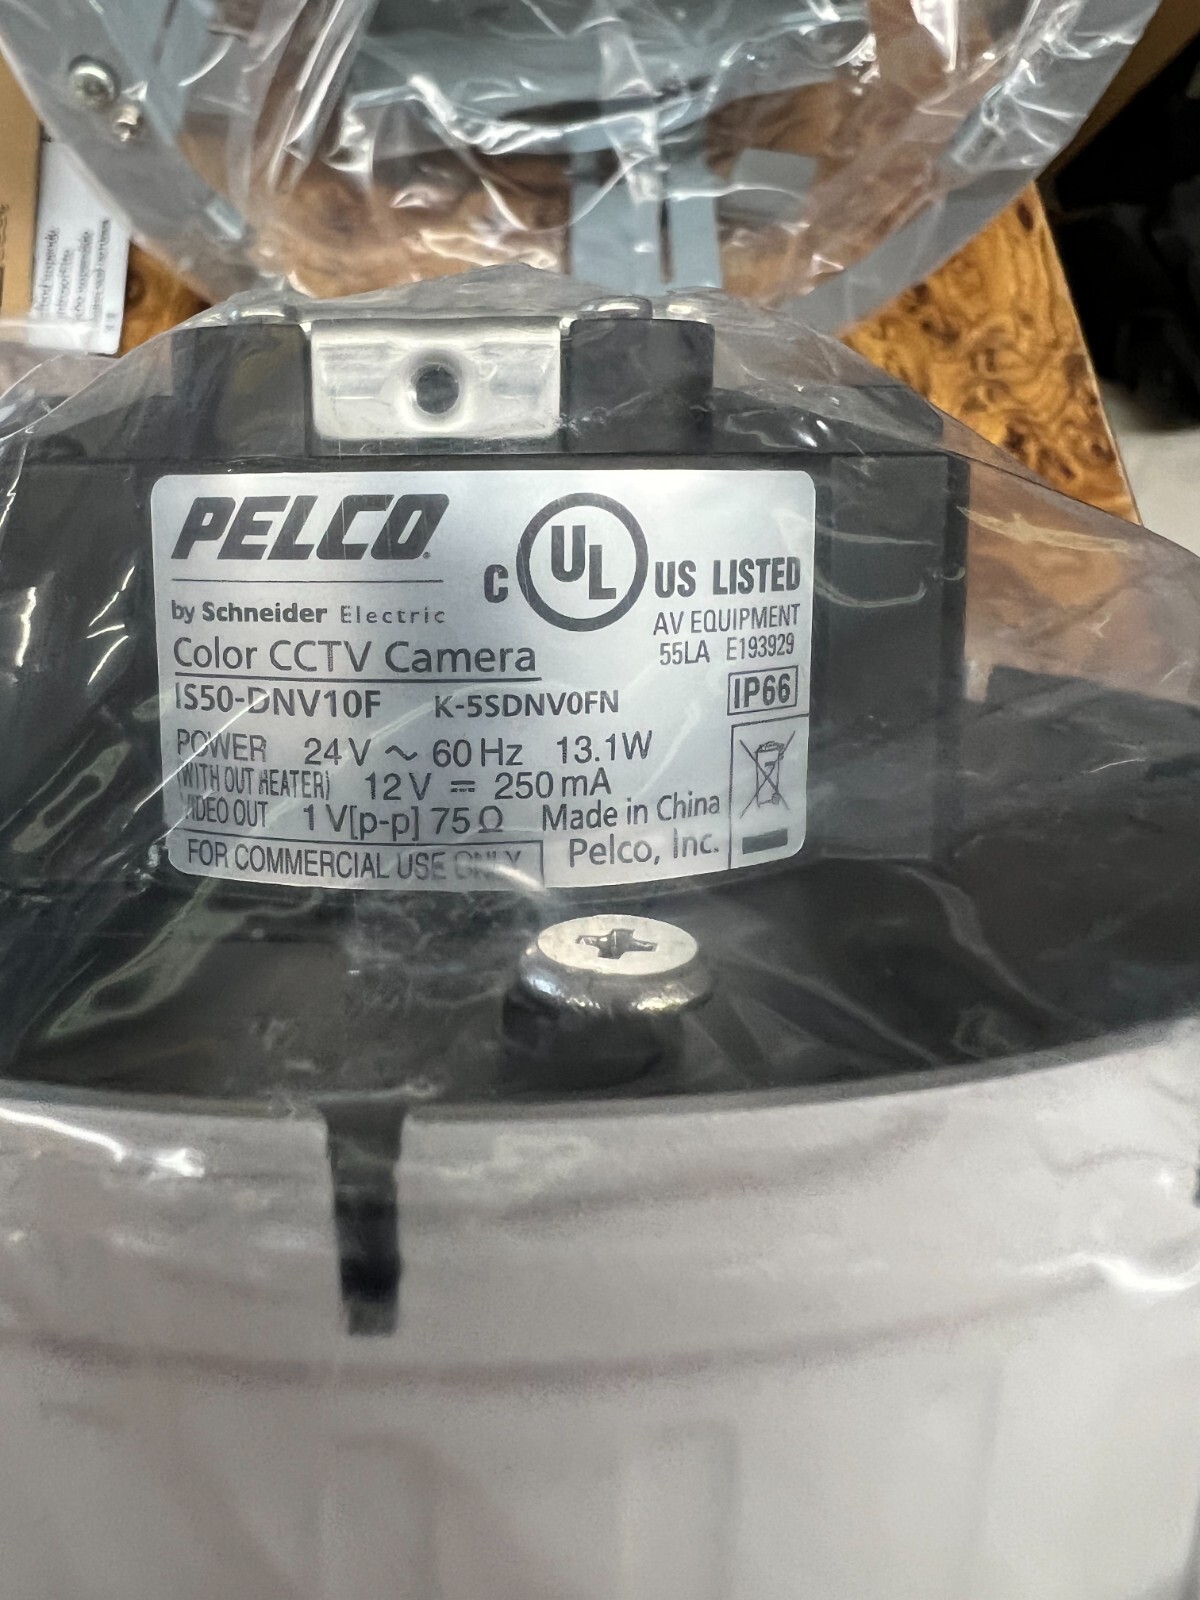 PELCO®
by Schneider Electric
C UL US LISTED
AV EQUIPMENT
55LA E193929
Color CCTV Camera
IS50-DNV10F K-5SDNV0FN
IP66
POWER 24V ~ 60Hz 13.1W
(WITH OUT HEATER) 12V ⎓ 250mA
VIDEO OUT 1V[p-p] 75Ω Made in China
FOR COMMERCIAL USE ONLY Pelco, Inc.